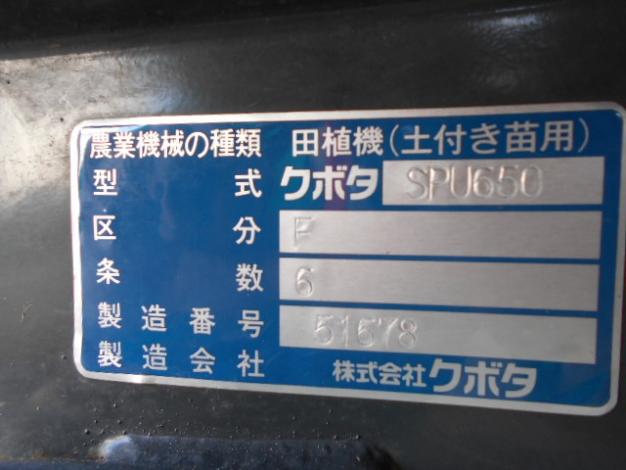 農業機械の種類 田植機(土付き苗用)
型式 クボタ SPU650
区分 F
条数 6
製造番号 51678
製造会社 株式会社クボタ